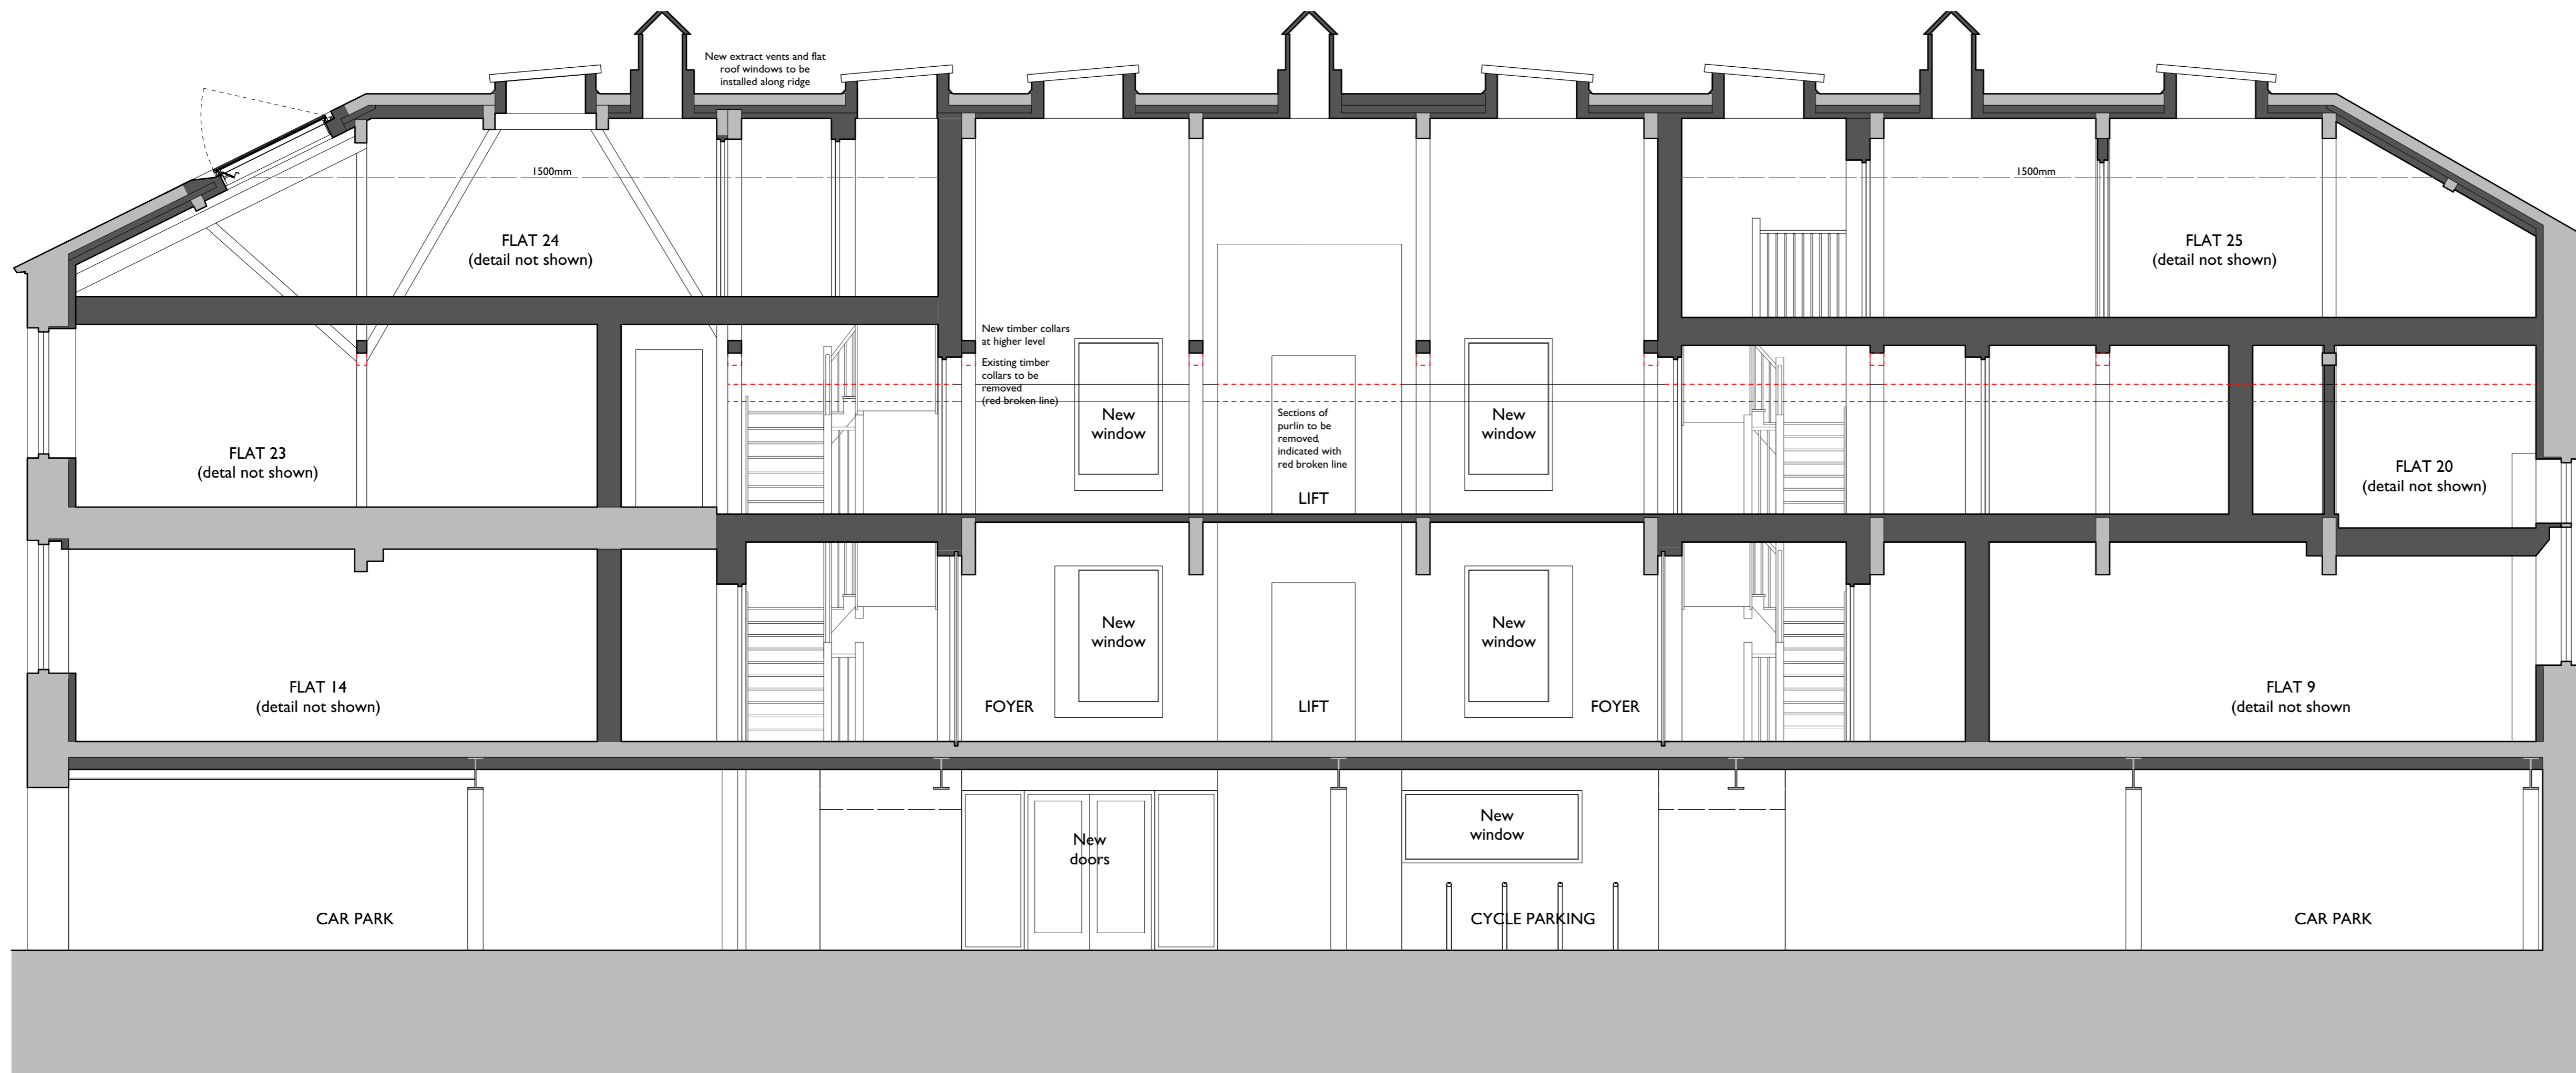 New extract vents and flat
roof windows to be
installed along ridge
1500mm
1500mm
FLAT 24
(detail not shown)
FLAT 25
(detail not shown)
New timber collars
at higher level
Existing timber
collars to be
removed
(red broken line)
New
window
Sections of
purlin to be
removed,
indicated with
red broken line
New
window
FLAT 23
(detal not shown)
FLAT 20
(detail not shown)
LIFT
New
window
New
window
FLAT 14
(detail not shown)
FOYER
LIFT
FOYER
FLAT 9
(detail not shown
New
doors
New
window
CAR PARK
CYCLE PARKING
CAR PARK